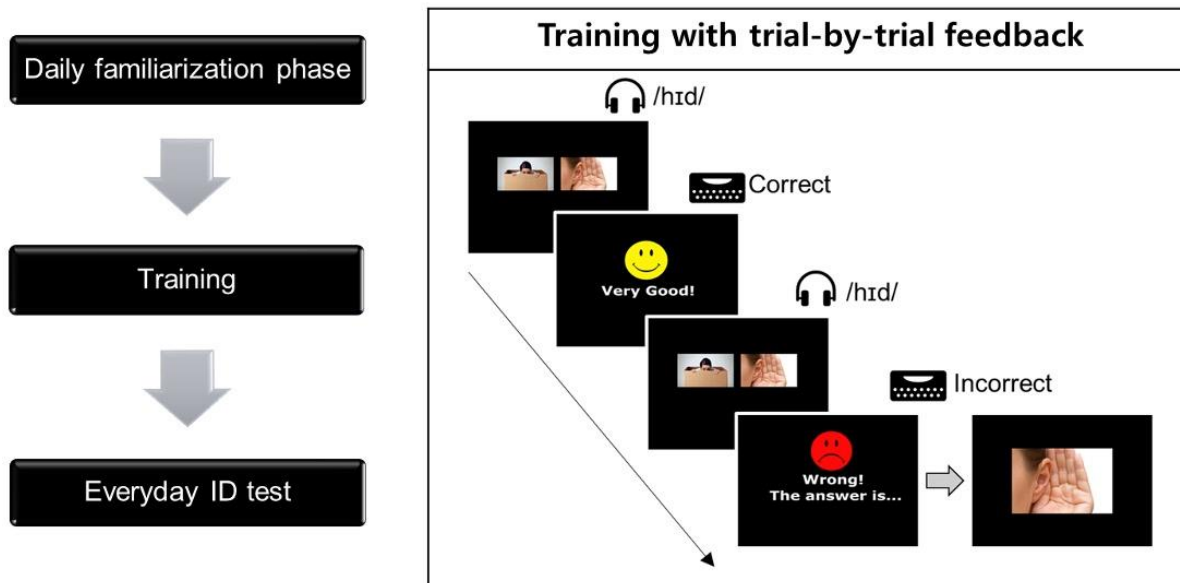 Daily familiarization phase
Training
Everyday ID test
Training with trial-by-trial feedback
/hɪd/
Correct
Very Good!
/hɪd/
Incorrect
Wrong!
The answer is...